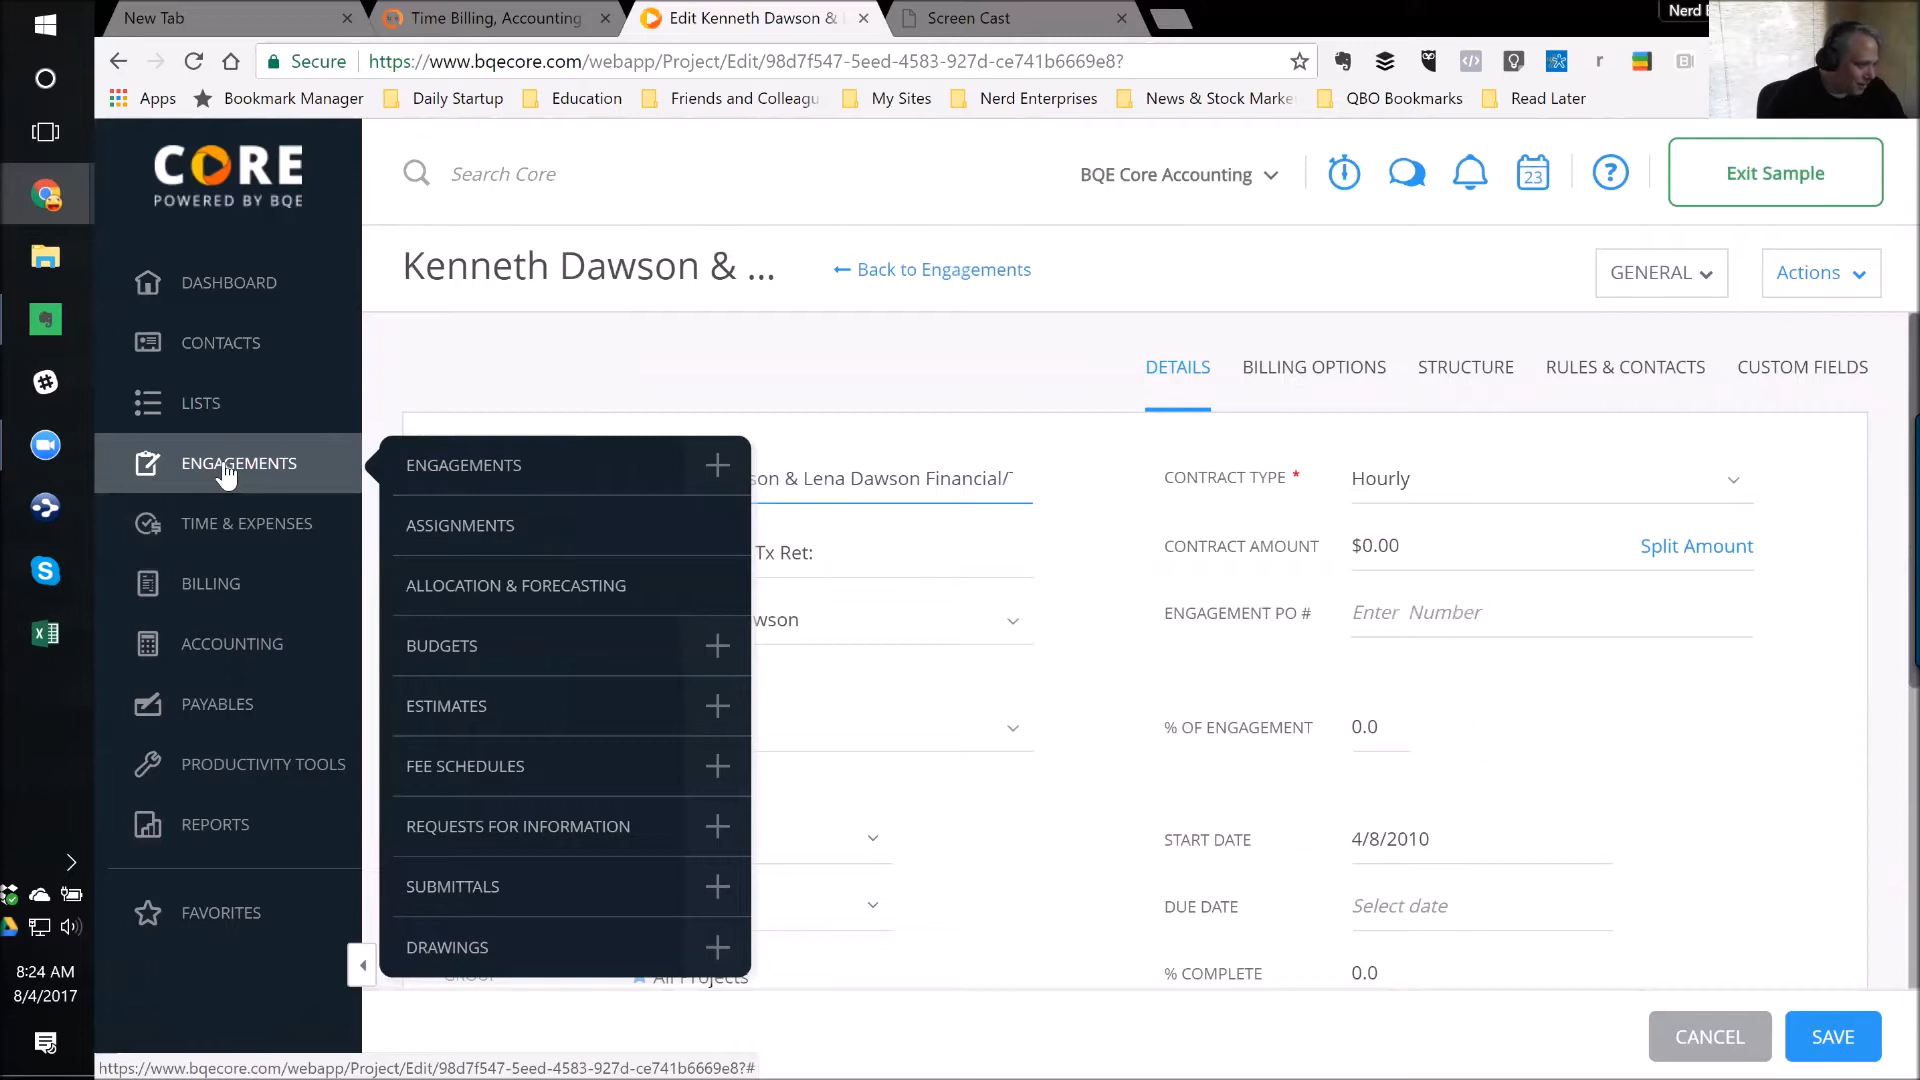 New Tab
Time Billing, Accounting
Edit Kenneth Dawson &
Screen Cast
Nerd
Secure
https://www.bqecore.com/webapp/Project/Edit/98d7f547-5eed-4583-927d-ce741b6669e8?
Apps
Bookmark Manager
Daily Startup
Education
Friends and Colleagu
My Sites
Nerd Enterprises
News & Stock Marke
QBO Bookmarks
Read Later
CORE
POWERED BY BQE
Search Core
BQE Core Accounting
23
Exit Sample
Kenneth Dawson & ...
Back to Engagements
GENERAL
Actions
DASHBOARD
CONTACTS
LISTS
ENGAGEMENTS
TIME & EXPENSES
BILLING
ACCOUNTING
PAYABLES
PRODUCTIVITY TOOLS
REPORTS
FAVORITES
DETAILS
BILLING OPTIONS
STRUCTURE
RULES & CONTACTS
CUSTOM FIELDS
ENGAGEMENTS
ASSIGNMENTS
ALLOCATION & FORECASTING
BUDGETS
ESTIMATES
FEE SCHEDULES
REQUESTS FOR INFORMATION
SUBMITTALS
DRAWINGS
son & Lena Dawson Financial/
Tx Ret:
wson
All Projects
CONTRACT TYPE *
Hourly
CONTRACT AMOUNT
$0.00
Split Amount
ENGAGEMENT PO #
Enter Number
% OF ENGAGEMENT
0.0
START DATE
4/8/2010
DUE DATE
Select date
% COMPLETE
0.0
CANCEL
SAVE
8:24 AM
8/4/2017
https://www.bqecore.com/webapp/Project/Edit/98d7f547-5eed-4583-927d-ce741b6669e8?#